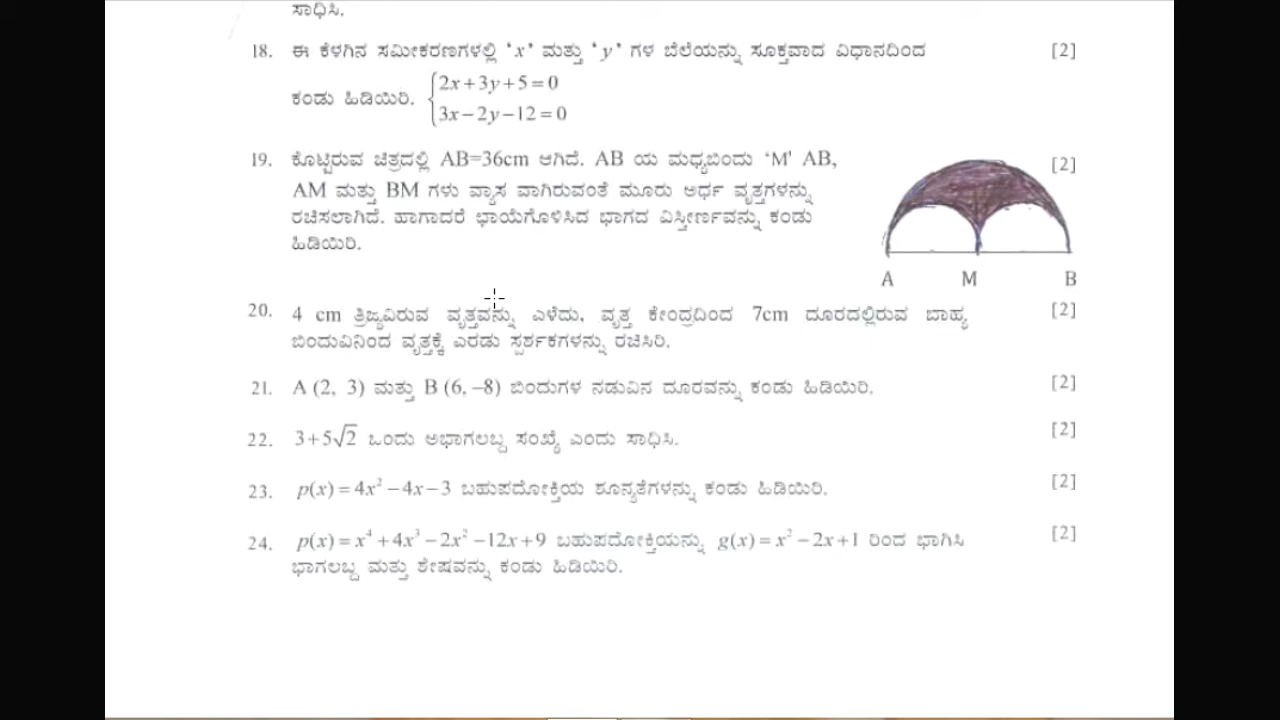 ಸಾಧಿಸಿ.
18. ಈ ಕೆಳಗಿನ ಸಮೀಕರಣಗಳಲ್ಲಿ ‘x’ ಮತ್ತು ‘y’ ಗಳ ಬೆಲೆಯನ್ನು ಸೂಕ್ತವಾದ ವಿಧಾನದಿಂದ [2]
2x+3y+5=0
ಕಂಡು ಹಿಡಿಯಿರಿ.
3x−2y−12=0
19. ಕೊಟ್ಟಿರುವ ಚಿತ್ರದಲ್ಲಿ AB=36cm ಆಗಿದೆ. AB ಯ ಮಧ್ಯಬಿಂದು ‘M' AB, [2]
AM ಮತ್ತು BM ಗಳು ವ್ಯಾಸ ವಾಗಿರುವಂತೆ ಮೂರು ಅರ್ಧ ವೃತ್ತಗಳನ್ನು
ರಚಿಸಲಾಗಿದೆ. ಹಾಗಾದರೆ ಛಾಯೆಗೊಳಿಸಿದ ಭಾಗದ ವಿಸ್ತೀರ್ಣವನ್ನು ಕಂಡು
ಹಿಡಿಯಿರಿ.
A M B
20. 4 cm ತ್ರಿಜ್ಯವಿರುವ ವೃತ್ತವನ್ನು ಎಳೆದು, ವೃತ್ತ ಕೇಂದ್ರದಿಂದ 7cm ದೂರದಲ್ಲಿರುವ ಬಾಹ್ಯ [2]
ಬಿಂದುವಿನಿಂದ ವೃತ್ತಕ್ಕೆ ಎರಡು ಸ್ಪರ್ಶಕಗಳನ್ನು ರಚಿಸಿರಿ.
21. A (2, 3) ಮತ್ತು B (6, −8) ಬಿಂದುಗಳ ನಡುವಿನ ದೂರವನ್ನು ಕಂಡು ಹಿಡಿಯಿರಿ. [2]
22. 3+5√2 ಒಂದು ಅಭಾಗಲಬ್ಧ ಸಂಖ್ಯೆ ಎಂದು ಸಾಧಿಸಿ. [2]
23. p(x)=4x²−4x−3 ಬಹುಪದೋಕ್ತಿಯ ಶೂನ್ಯತೆಗಳನ್ನು ಕಂಡು ಹಿಡಿಯಿರಿ. [2]
24. p(x)=x⁴+4x³−2x²−12x+9 ಬಹುಪದೋಕ್ತಿಯನ್ನು g(x)=x²−2x+1 ರಿಂದ ಭಾಗಿಸಿ [2]
ಭಾಗಲಬ್ಧ ಮತ್ತು ಶೇಷವನ್ನು ಕಂಡು ಹಿಡಿಯಿರಿ.